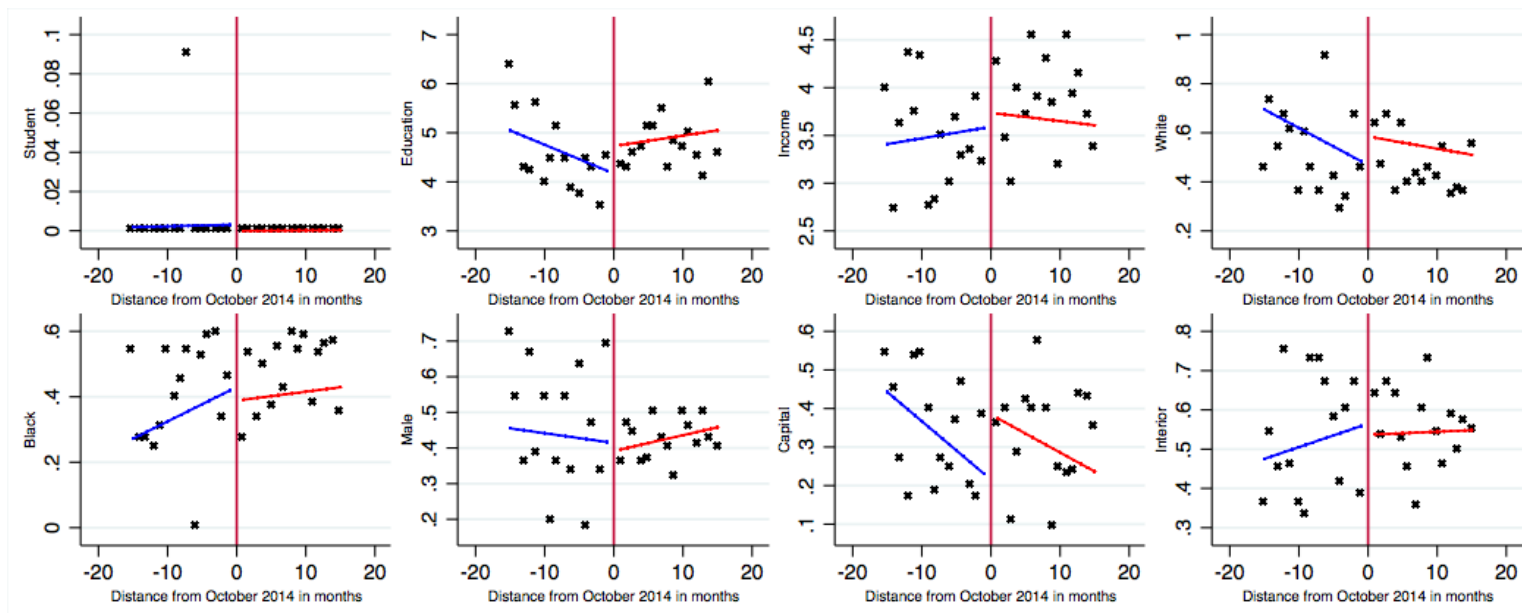 Student
.1
.08
.06
.04
.02
0
-20 -10 0 10 20
Distance from October 2014 in months
Education
7
6
5
4
3
-20 -10 0 10 20
Distance from October 2014 in months
Income
4.5
4
3.5
3
2.5
-20 -10 0 10 20
Distance from October 2014 in months
White
1
.8
.6
.4
.2
-20 -10 0 10 20
Distance from October 2014 in months
Black
.6
.4
.2
0
-20 -10 0 10 20
Distance from October 2014 in months
Male
.7
.6
.5
.4
.3
.2
-20 -10 0 10 20
Distance from October 2014 in months
Capital
.6
.5
.4
.3
.2
.1
-20 -10 0 10 20
Distance from October 2014 in months
Interior
.8
.7
.6
.5
.4
.3
-20 -10 0 10 20
Distance from October 2014 in months